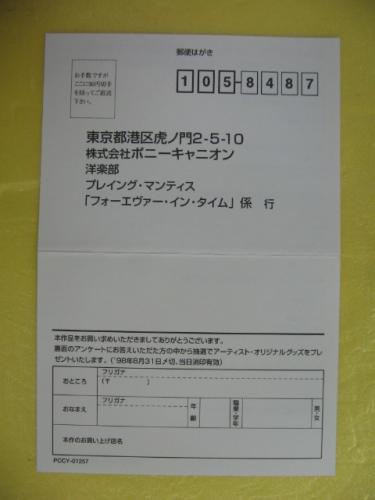 郵便はがき
お手数ですが
ここに50円切手
を貼ってご投函
下さい。
105-8487
東京都港区虎ノ門2-5-10
株式会社ポニーキャニオン
洋楽部
プレイング・マンティス
「フォーエヴァー・イン・タイム」係 行
本作品をお買い求めいただきましてありがとうございます。
裏面のアンケートにお答えいただいた方の中から抽選でアーティスト・オリジナルグッズをプレ
ゼントいたします。('98年8月31日〆切、当日消印有効)
フリガナ
おところ (〒 )
フリガナ
おなまえ 年齢 職業・学年 男・女
本作のお買い上げ店名
PCCY-01257